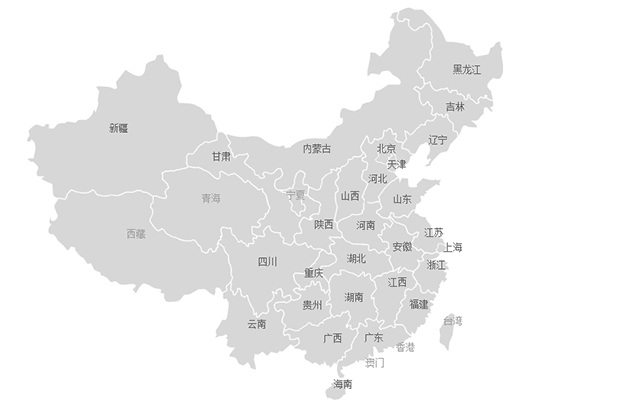 黑龙江
吉林
新疆
辽宁
内蒙古
北京
甘肃
天津
河北
青海
宁夏
山西
山东
陕西
河南
西藏
江苏
安徽
上海
四川
湖北
浙江
重庆
江西
湖南
贵州
福建
云南
台湾
广西
广东
香港
澳门
海南